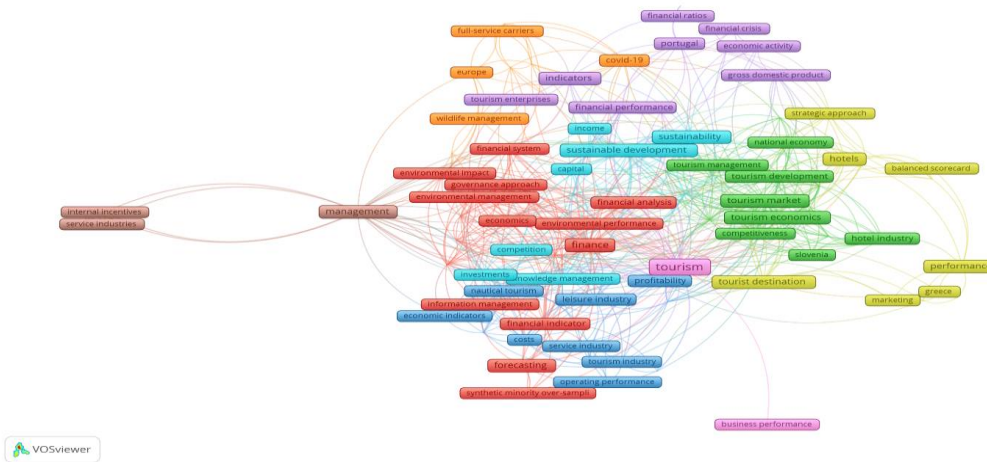 financial ratios
financial crisis
full-service carriers
portugal
economic activity
covid-19
europe
indicators
gross domestic product
tourism enterprises
financial performance
strategic approach
wildlife management
income
sustainability
national economy
financial system
sustainable development
hotels
tourism management
balanced scorecard
environmental impact
capital
tourism development
governance approach
environmental management
financial analysis
tourism market
internal incentives
management
service industries
economics
environmental performance
tourism economics
competitiveness
hotel industry
competition
finance
slovenia
tourism
performance
investments
knowledge management
profitability
tourist destination
nautical tourism
greece
leisure industry
marketing
information management
economic indicators
financial indicator
costs
service industry
forecasting
tourism industry
operating performance
synthetic minority over-sampli
business performance
VOSviewer